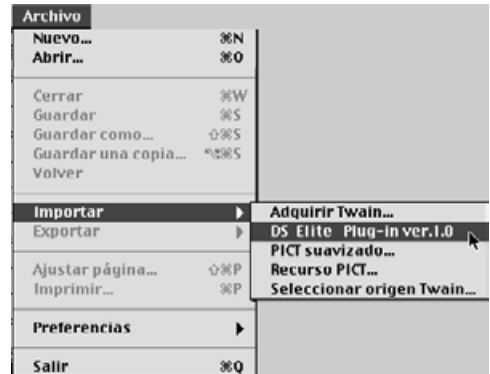 Archivo
Nuevo... ⌘N
Abrir... ⌘O
Cerrar ⌘W
Guardar ⌘S
Guardar como... ⇧⌘S
Guardar una copia... ⌥⌘S
Volver
Importar
Exportar
Ajustar página... ⇧⌘P
Imprimir... ⌘P
Preferencias
Salir ⌘Q
Adquirir Twain...
DS Elite Plug-in ver.1.0
PICT suavizado...
Recurso PICT...
Seleccionar origen Twain...